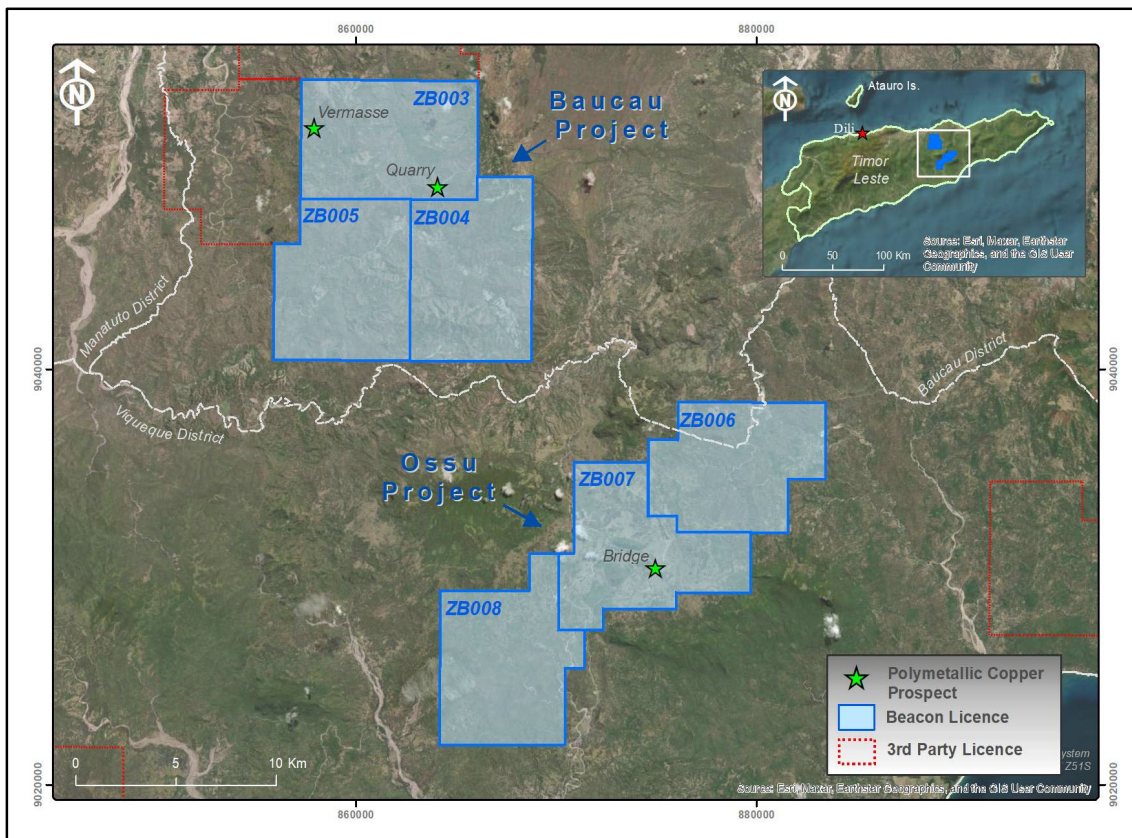 860000
880000
N
ZB003
Vermasse
Baucau
Project
Quarry
ZB005
ZB004
N
Atauro Is.
Dili
Timor
Leste
0 50 100 Km
Source: Esri, Maxar, Earthstar
Geographics, and the GIS User
Community
Manatuto District
9040000
9040000
Baucau District
Viqueque District
ZB006
Ossu
Project
ZB007
Bridge
ZB008
Polymetallic Copper
Prospect
Beacon Licence
3rd Party Licence
ystem
Z51S
0 5 10 Km
9020000
9020000
Source: Esri, Maxar, Earthstar Geographics, and the GIS User Community
860000
880000